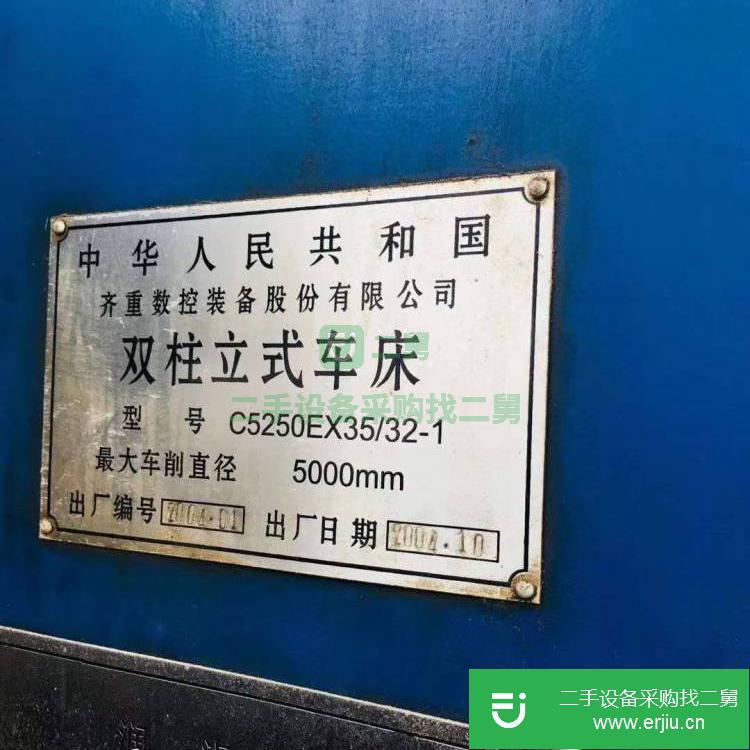 中华人民共和国
齐重数控装备股份有限公司
双柱立式车床
二舅
二手设备采购找二舅
型 号 C5250EX35/32-1
最大车削直径 5000mm
出厂编号 2004.01 出厂日期 2004.10
二手设备采购找二舅
www.erjiu.cn